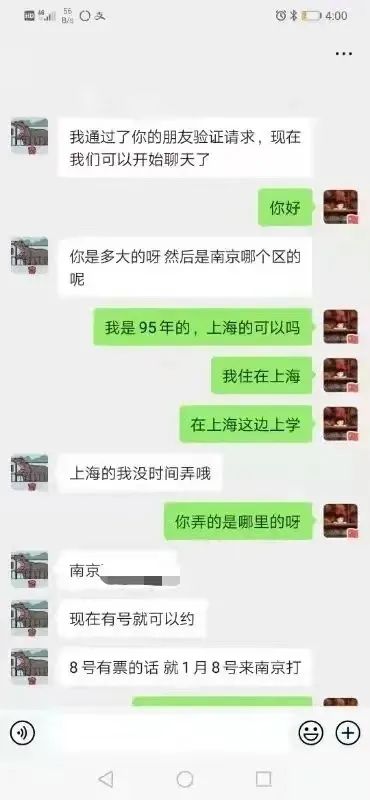 HD 4G 56 B/s 4:00
我通过了你的朋友验证请求，现在
我们可以开始聊天了
你好
你是多大的呀 然后是南京哪个区的
呢
我是 95 年的，上海的可以吗
我住在上海
在上海这边上学
上海的我没时间弄哦
你弄的是哪里的呀
南京
现在有号就可以约
8 号有票的话 就 1 月 8 号来南京打